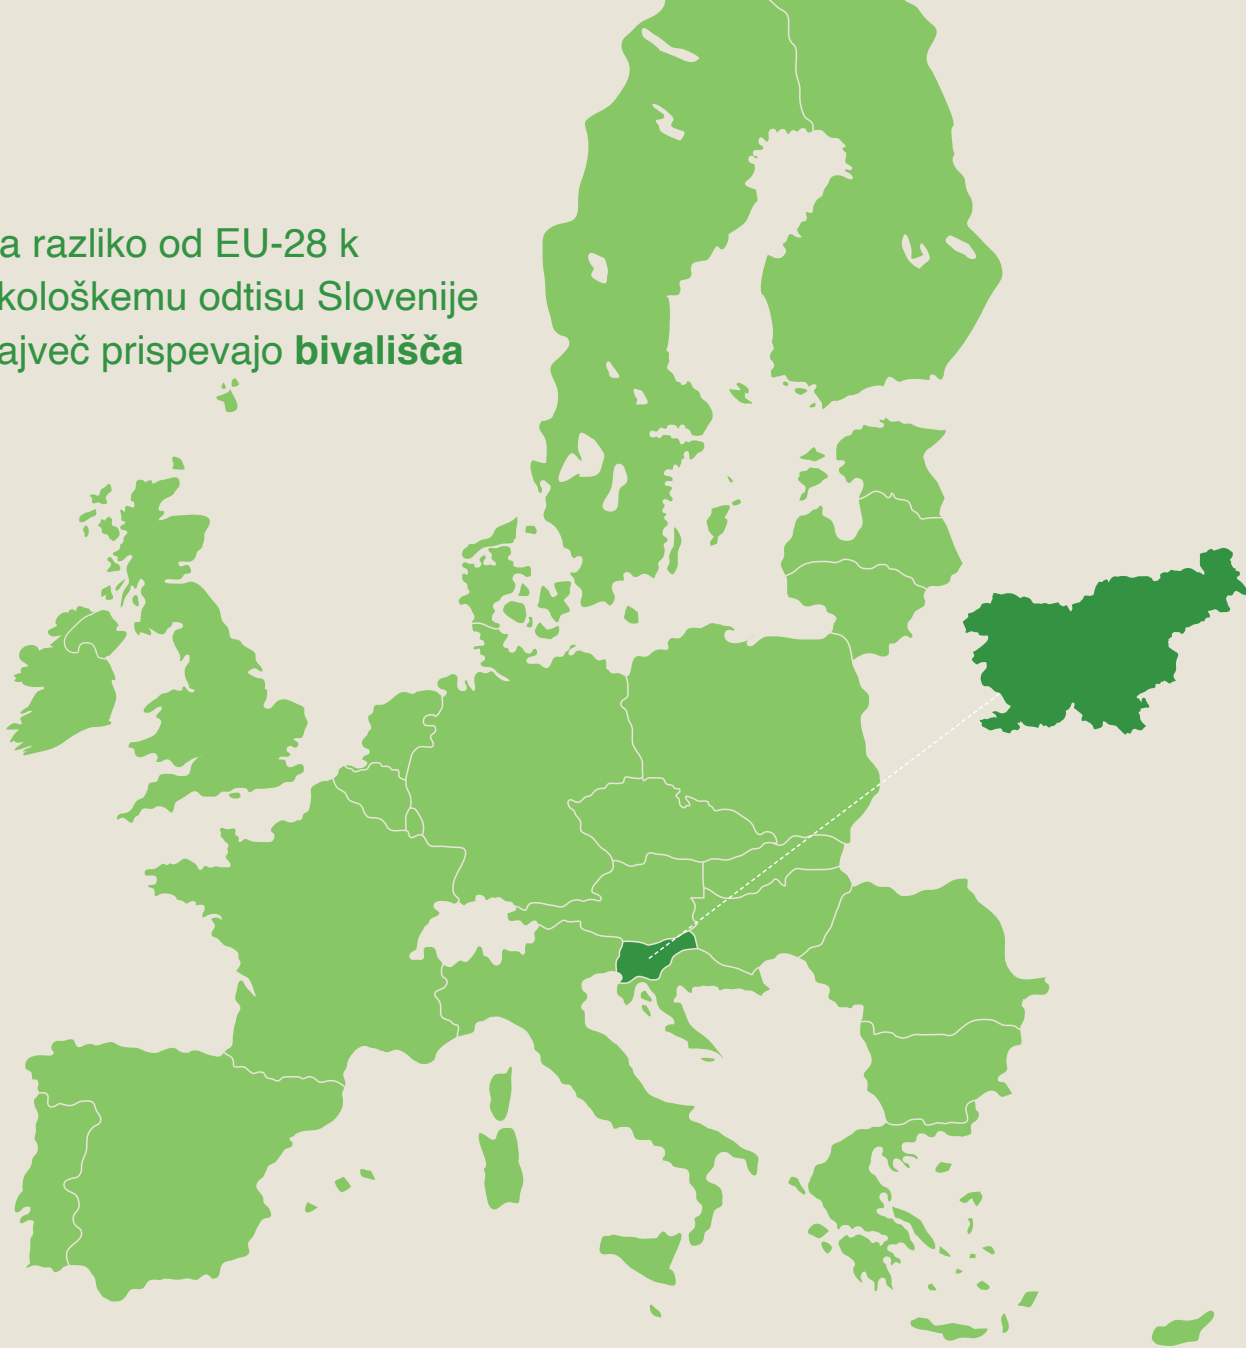 a razliko od EU-28 k
kološkemu odtisu Slovenije
ajveč prispevajo bivališča